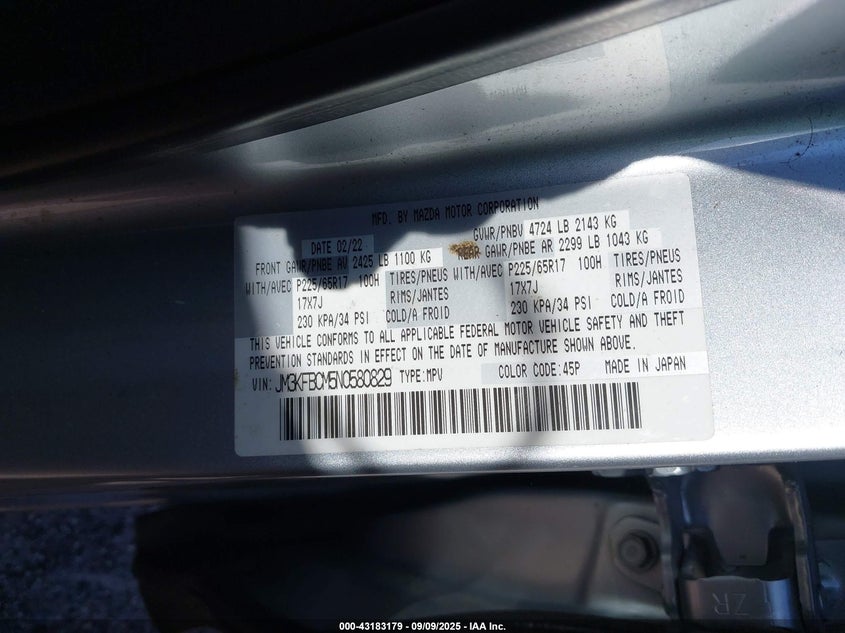 MFD. BY MAZDA MOTOR CORPORATION
DATE 02/22 GVWR/PNBV 4724 LB 2143 KG
FRONT GAWR/PNBE AV 2425 LB 1100 KG REAR GAWR/PNBE AR 2299 LB 1043 KG
WITH/AVEC P225/65R17 100H TIRES/PNEUS WITH/AVEC P225/65R17 100H TIRES/PNEUS
17X7J RIMS/JANTES 17X7J RIMS/JANTES
230 KPA/34 PSI COLD/A FROID 230 KPA/34 PSI COLD/A FROID
THIS VEHICLE CONFORMS TO ALL APPLICABLE FEDERAL MOTOR VEHICLE SAFETY AND THEFT
PREVENTION STANDARDS IN EFFECT ON THE DATE OF MANUFACTURE SHOWN ABOVE.
VIN: JM3KFBCM5N0580829 TYPE: MPV COLOR CODE: 45P MADE IN JAPAN
ZR
000-43183179 - 09/09/2025 - IAA Inc.